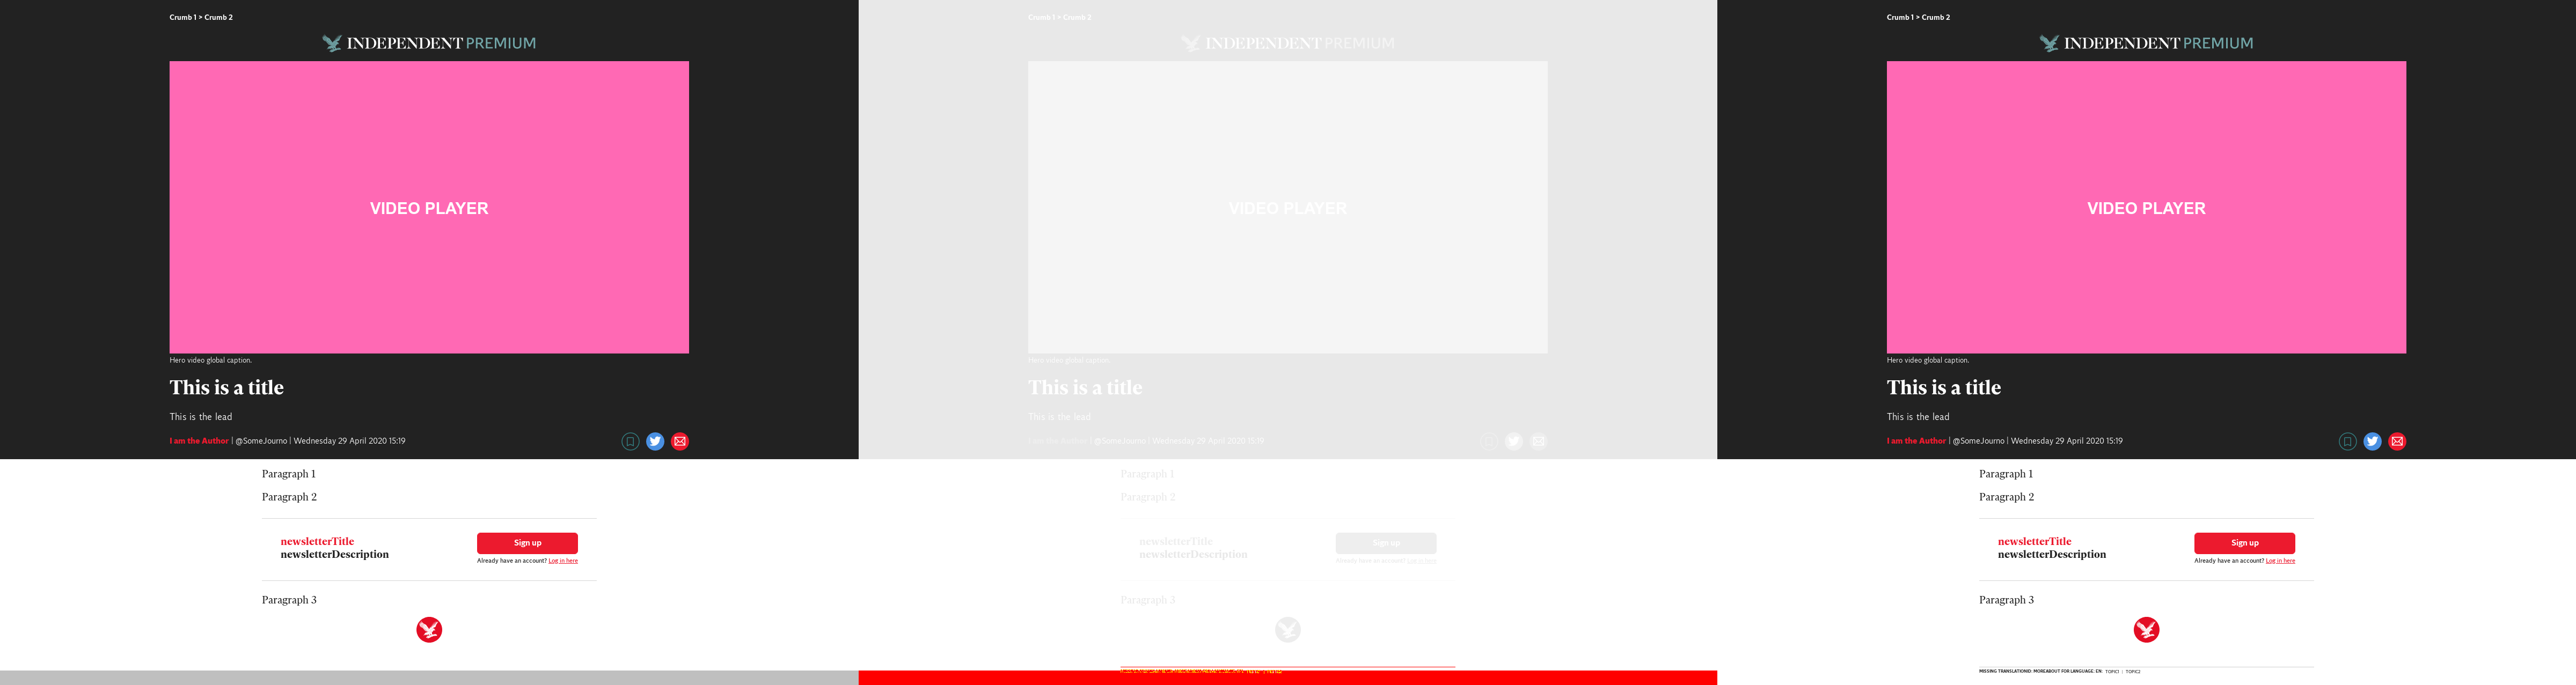 Crumb 1 > Crumb 2
INDEPENDENT PREMIUM
VIDEO PLAYER
Hero video global caption.
This is a title
This is the lead
I am the Author | @SomeJourno | Wednesday 29 April 2020 15:19
Paragraph 1
Paragraph 2
newsletterTitle
newsletterDescription
Sign up
Already have an account? Log in here
Paragraph 3
Crumb 1 > Crumb 2
INDEPENDENT PREMIUM
VIDEO PLAYER
Hero video global caption.
This is a title
This is the lead
I am the Author | @SomeJourno | Wednesday 29 April 2020 15:19
Paragraph 1
Paragraph 2
newsletterTitle
newsletterDescription
Sign up
Already have an account? Log in here
Paragraph 3
Crumb 1 > Crumb 2
INDEPENDENT PREMIUM
VIDEO PLAYER
Hero video global caption.
This is a title
This is the lead
I am the Author | @SomeJourno | Wednesday 29 April 2020 15:19
Paragraph 1
Paragraph 2
newsletterTitle
newsletterDescription
Sign up
Already have an account? Log in here
Paragraph 3
MISSING TRANSLATIONID: MOREABOUT FOR LANGUAGE: EN: TOPIC1 | TOPIC2